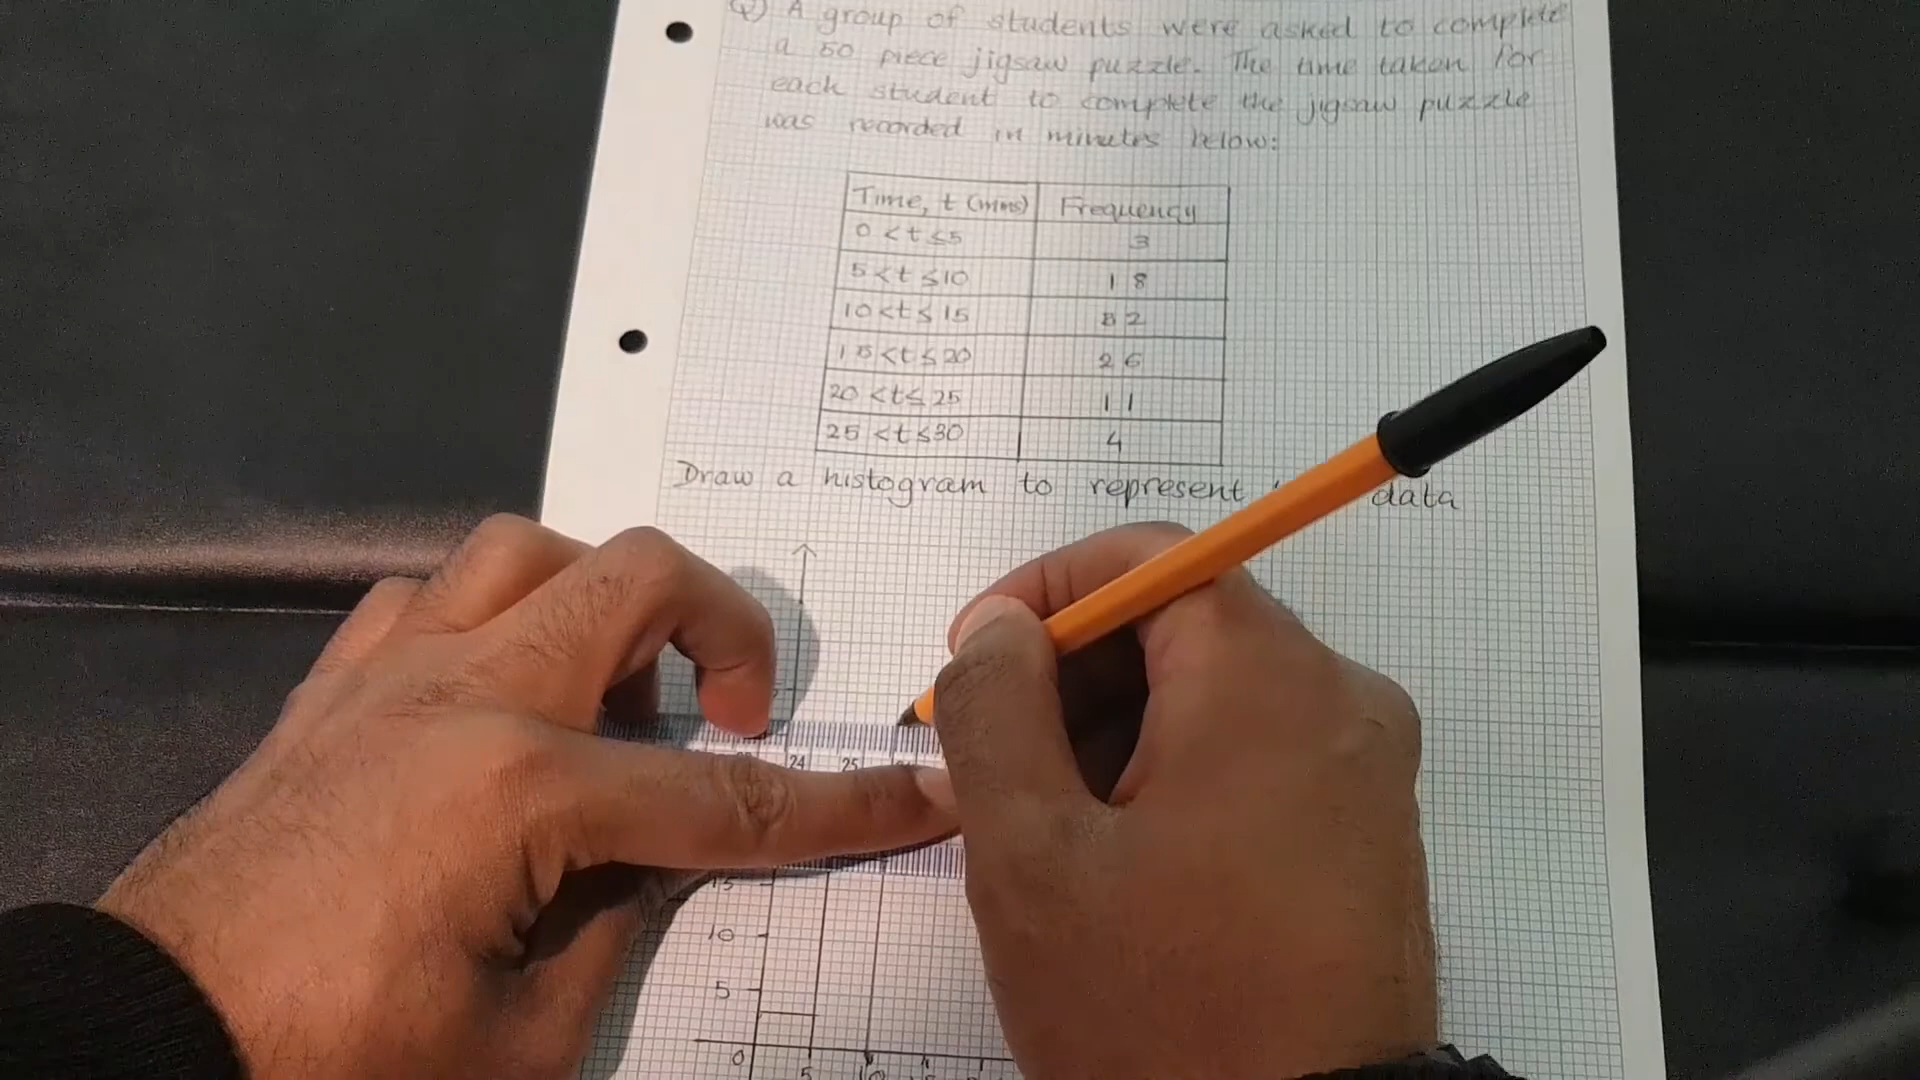 Q) A group of students were asked to complete
a 50 piece jigsaw puzzle. The time taken for
each student to complete the jigsaw puzzle
was recorded in minutes below:
Time, t (mins) Frequency
0 < t ≤ 5 3
5 < t ≤ 10 18
10 < t ≤ 15 32
15 < t ≤ 20 26
20 < t ≤ 25 11
25 < t ≤ 30 4
Draw a histogram to represent data
24 25
15
10
5
0 5 10